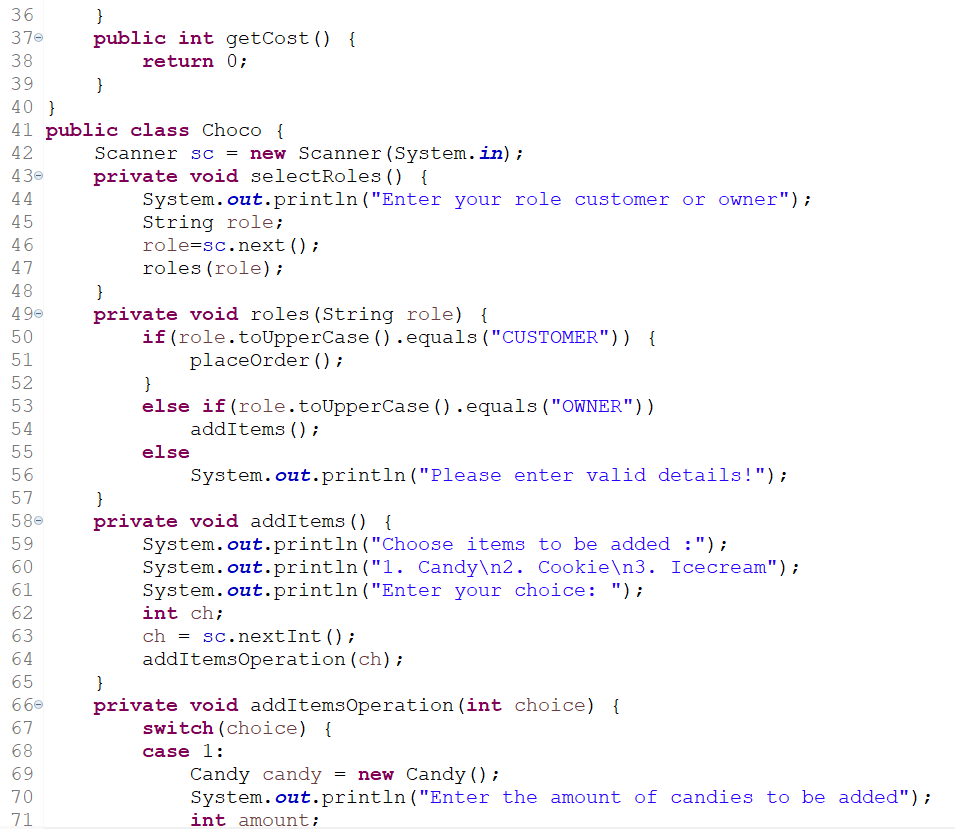 36     }
37     public int getCost() {
38         return 0;
39     }
40 }
41 public class Choco {
42     Scanner sc = new Scanner(System.in);
43     private void selectRoles() {
44         System.out.println("Enter your role customer or owner");
45         String role;
46         role=sc.next();
47         roles(role);
48     }
49     private void roles(String role) {
50         if(role.toUpperCase().equals("CUSTOMER")) {
51             placeOrder();
52         }
53         else if(role.toUpperCase().equals("OWNER"))
54             addItems();
55         else
56             System.out.println("Please enter valid details!");
57     }
58     private void addItems() {
59         System.out.println("Choose items to be added :");
60         System.out.println("1. Candy\n2. Cookie\n3. Icecream");
61         System.out.println("Enter your choice: ");
62         int ch;
63         ch = sc.nextInt();
64         addItemsOperation(ch);
65     }
66     private void addItemsOperation(int choice) {
67         switch(choice) {
68         case 1:
69             Candy candy = new Candy();
70             System.out.println("Enter the amount of candies to be added");
71             int amount;